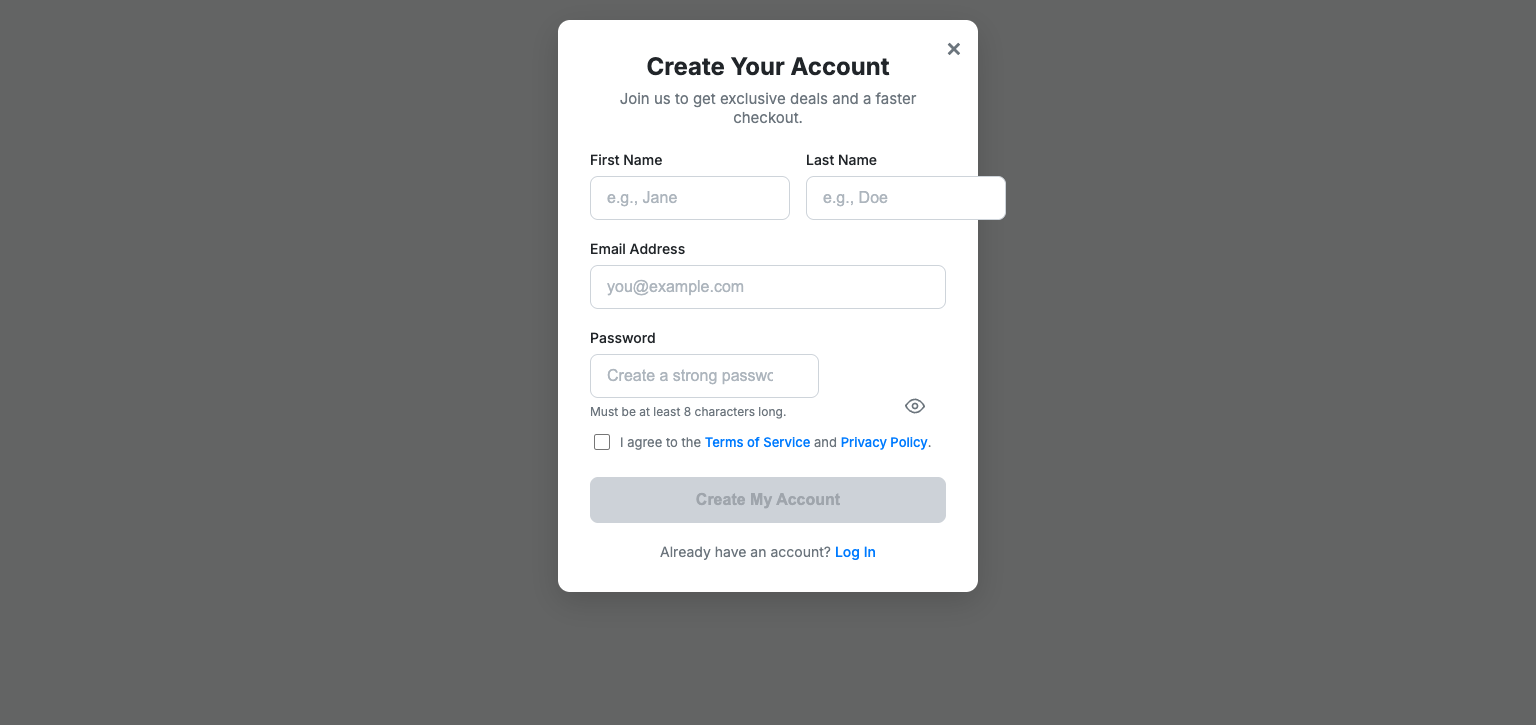 ×
Create Your Account
Join us to get exclusive deals and a faster
checkout.
First Name
Last Name
e.g., Jane
e.g., Doe
Email Address
you@example.com
Password
Create a strong passwo
Must be at least 8 characters long.
I agree to the Terms of Service and Privacy Policy.
Create My Account
Already have an account? Log In